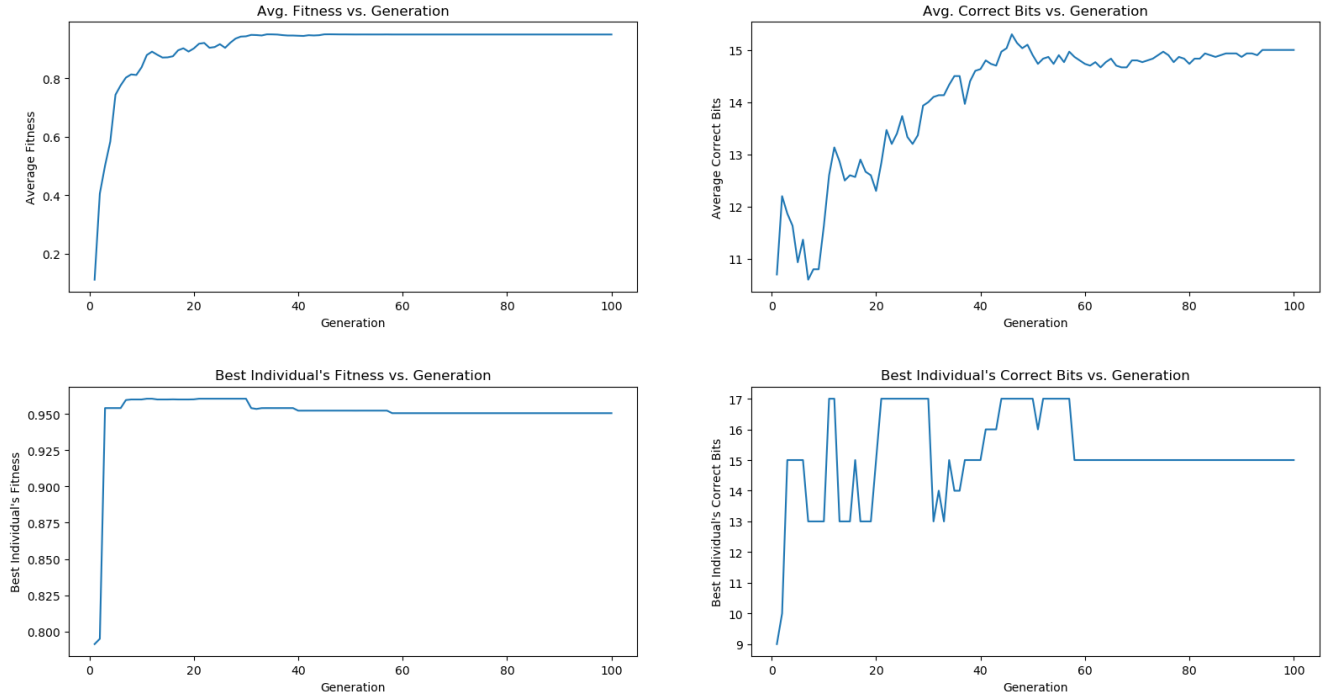 Avg. Fitness vs. Generation
Average Fitness
0.8
0.6
0.4
0.2
0 20 40 60 80 100
Generation
Avg. Correct Bits vs. Generation
Average Correct Bits
15
14
13
12
11
0 20 40 60 80 100
Generation
Best Individual's Fitness vs. Generation
Best Individual's Fitness
0.950
0.925
0.900
0.875
0.850
0.825
0.800
0 20 40 60 80 100
Generation
Best Individual's Correct Bits vs. Generation
Best Individual's Correct Bits
17
16
15
14
13
12
11
10
9
0 20 40 60 80 100
Generation